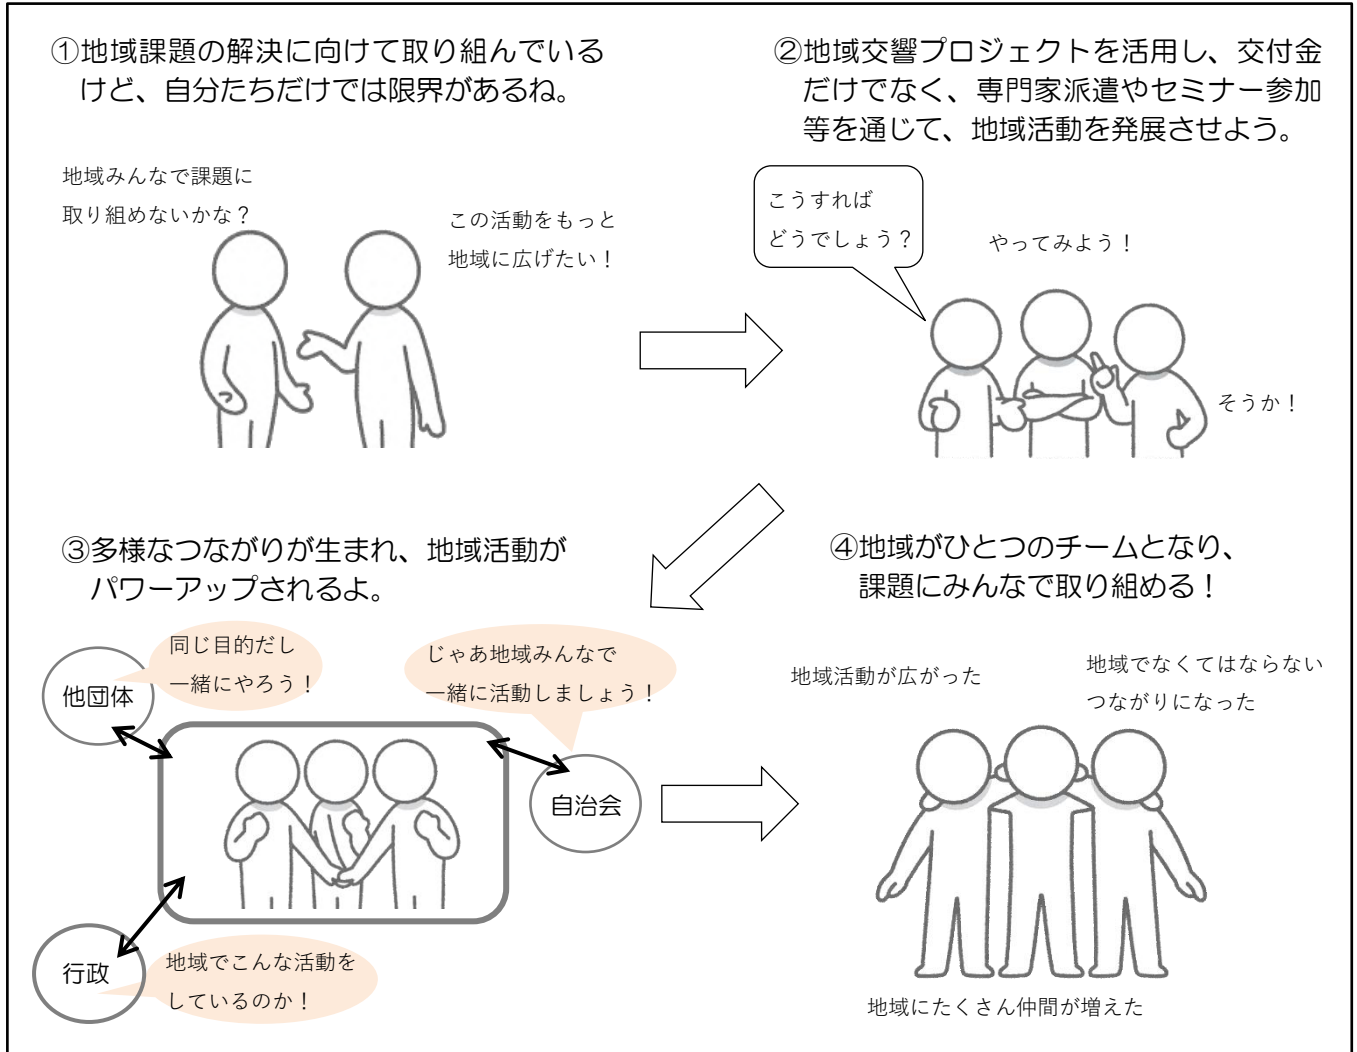 ①地域課題の解決に向けて取り組んでいる
けど、自分たちだけでは限界があるね。
地域みんなで課題に
取り組めないかな？
この活動をもっと
地域に広げたい！
②地域交響プロジェクトを活用し、交付金
だけでなく、専門家派遣やセミナー参加
等を通じて、地域活動を発展させよう。
こうすれば
どうでしょう？
やってみよう！
そうか！
③多様なつながりが生まれ、地域活動が
パワーアップされるよ。
同じ目的だし
一緒にやろう！
他団体
じゃあ地域みんなで
一緒に活動しましょう！
自治会
行政
地域でこんな活動を
しているのか！
④地域がひとつのチームとなり、
課題にみんなで取り組める！
地域活動が広がった
地域でなくてはならない
つながりになった
地域にたくさん仲間が増えた